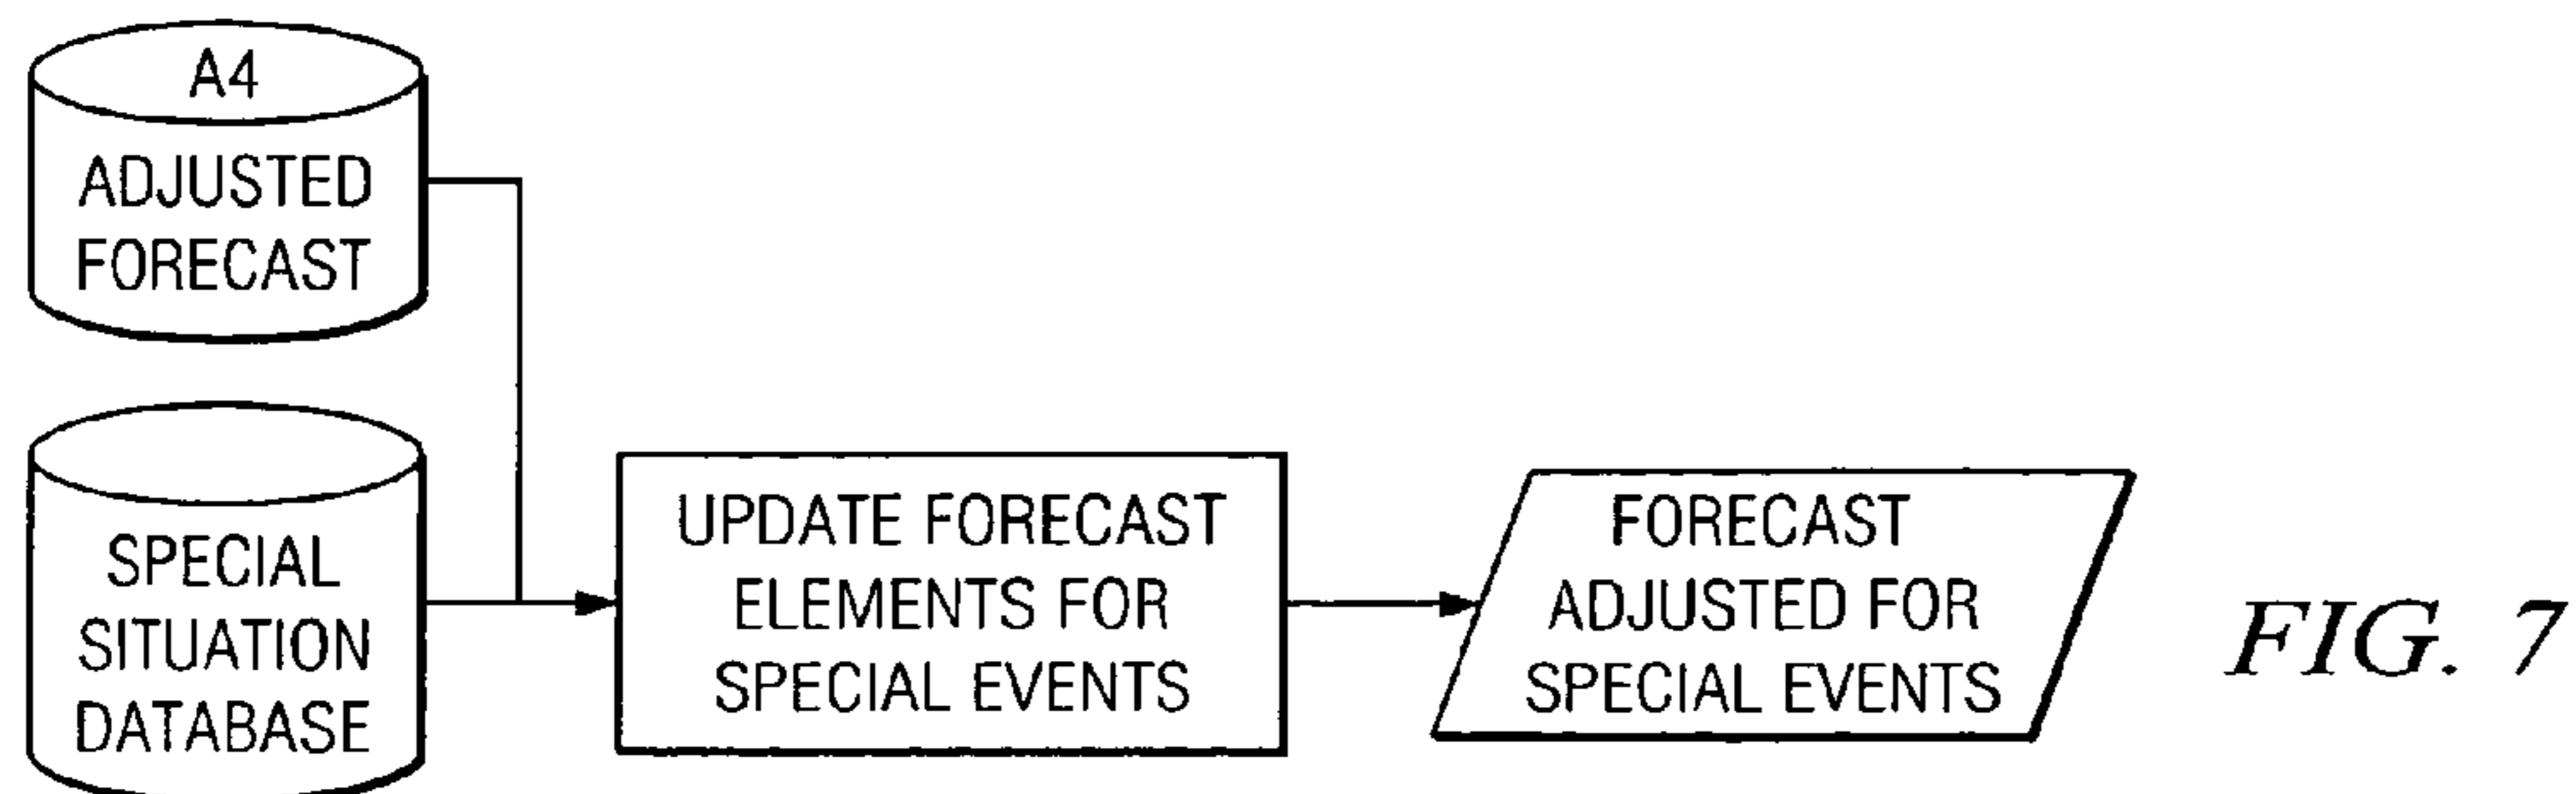 A4
ADJUSTED
FORECAST
SPECIAL
SITUATION
DATABASE
UPDATE FORECAST
ELEMENTS FOR
SPECIAL EVENTS
FORECAST
ADJUSTED FOR
SPECIAL EVENTS
FIG. 7